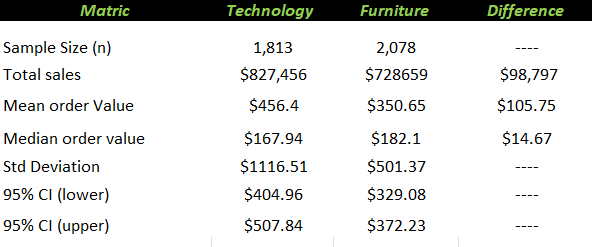 Matric Technology Furniture Difference
Sample Size (n) 1,813 2,078 ----
Total sales $827,456 $728659 $98,797
Mean order Value $456.4 $350.65 $105.75
Median order value $167.94 $182.1 $14.67
Std Deviation $1116.51 $501.37 ----
95% CI (lower) $404.96 $329.08 ----
95% CI (upper) $507.84 $372.23 ----